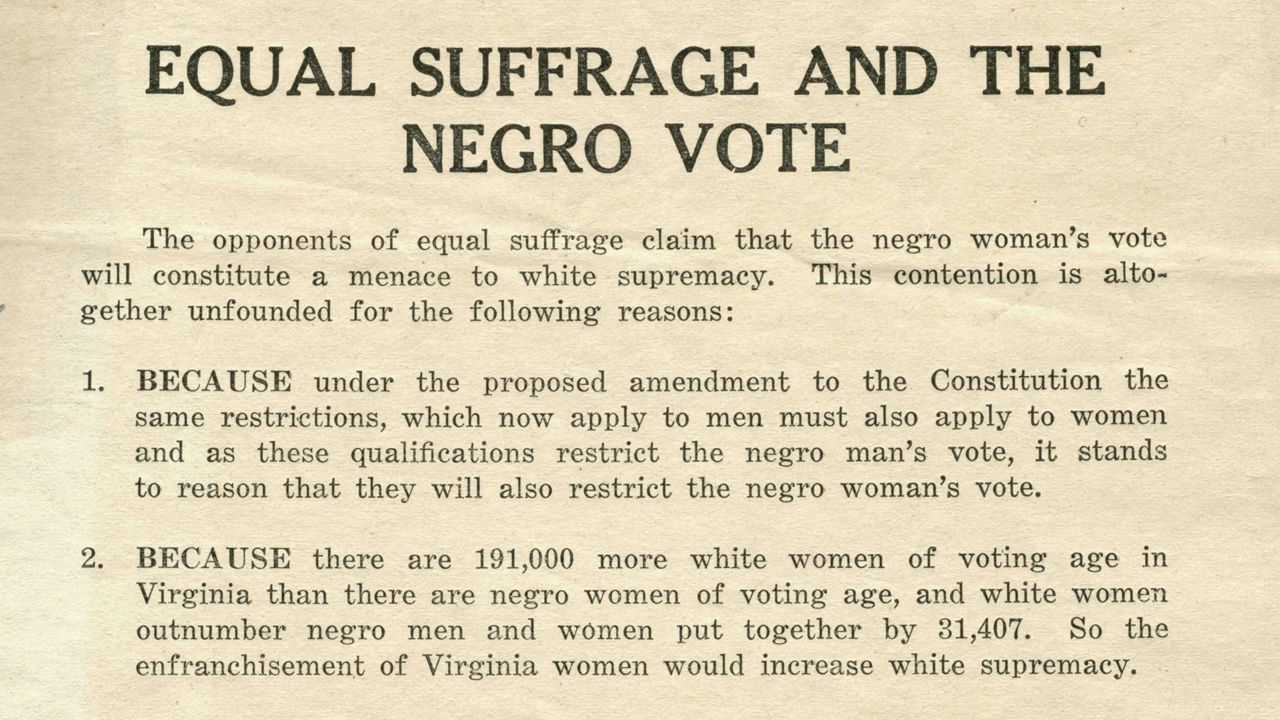 EQUAL SUFFRAGE AND THE
NEGRO VOTE
The opponents of equal suffrage claim that the negro woman's vote
will constitute a menace to white supremacy. This contention is alto-
gether unfounded for the following reasons:
1. BECAUSE under the proposed amendment to the Constitution the
same restrictions, which now apply to men must also apply to women
and as these qualifications restrict the negro man's vote, it stands
to reason that they will also restrict the negro woman's vote.
2. BECAUSE there are 191,000 more white women of voting age in
Virginia than there are negro women of voting age, and white women
outnumber negro men and women put together by 31,407. So the
enfranchisement of Virginia women would increase white supremacy.